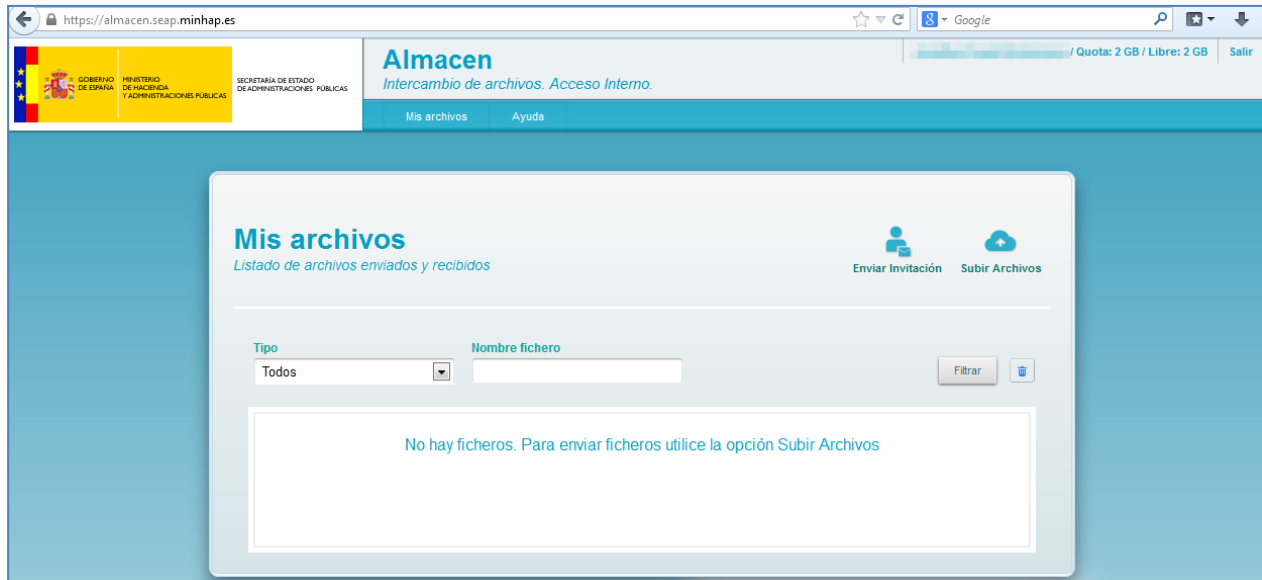 https://almacen.seap.minhap.es
Google
GOBIERNO DE ESPAÑA
MINISTERIO DE HACIENDA Y ADMINISTRACIONES PÚBLICAS
SECRETARÍA DE ESTADO DE ADMINISTRACIONES PÚBLICAS
Almacen
Intercambio de archivos. Acceso Interno.
/ Quota: 2 GB / Libre: 2 GB
Salir
Mis archivos
Ayuda
Mis archivos
Listado de archivos enviados y recibidos
Enviar Invitación
Subir Archivos
Tipo
Nombre fichero
Todos
Filtrar
No hay ficheros. Para enviar ficheros utilice la opción Subir Archivos